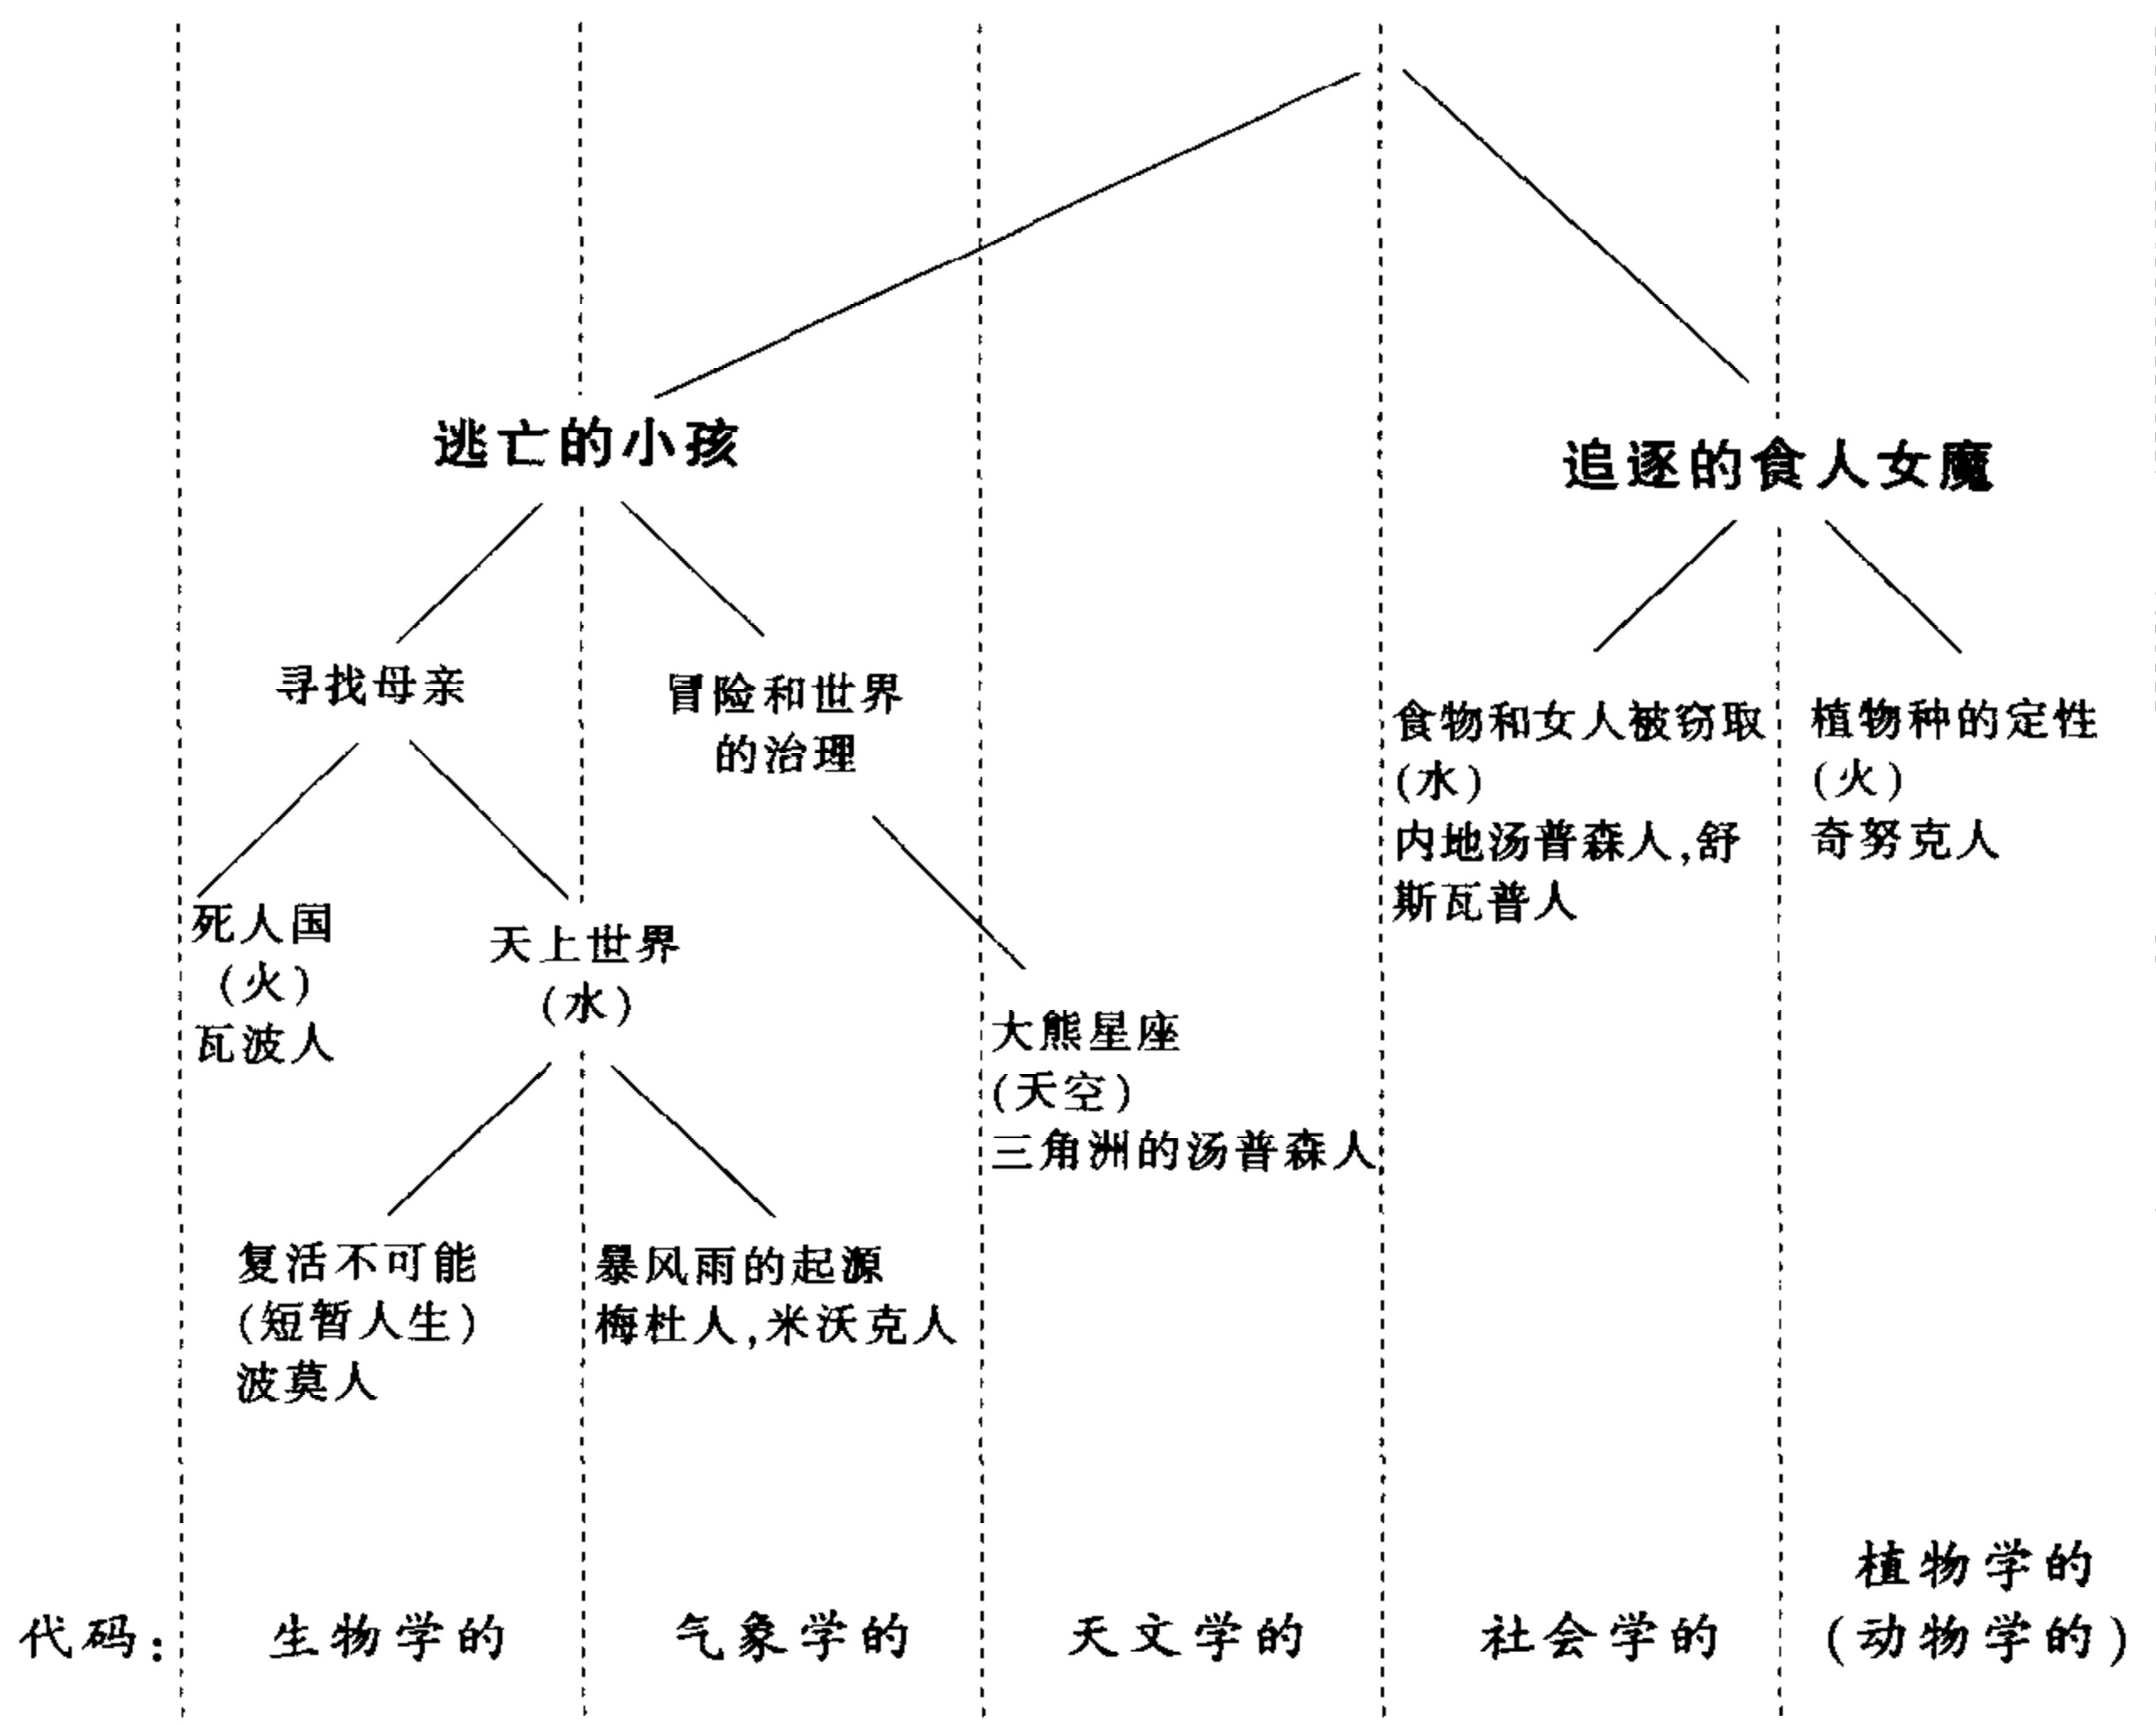 逃亡的小孩
追逐的食人女魔
寻找母亲
冒险和世界
的治理
食物和女人被窃取
(水)
内地汤普森人,舒
斯瓦普人
植物种的定性
(火)
奇努克人
死人国
(火)
瓦波人
天上世界
(水)
大熊星座
(天空)
三角洲的汤普森人
复活不可能
(短暂人生)
波莫人
暴风雨的起源
梅杜人,米沃克人
代码:
生物学的
气象学的
天文学的
社会学的
植物学的
(动物学的)